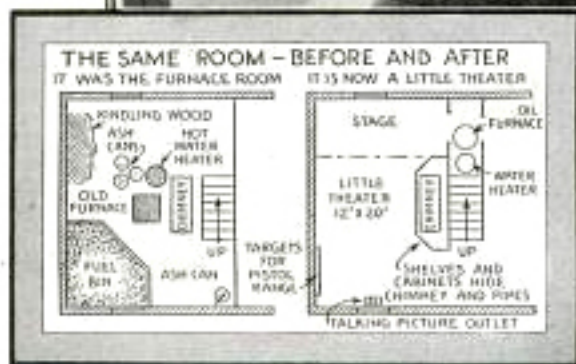 THE SAME ROOM – BEFORE AND AFTER
IT WAS THE FURNACE ROOM
IT IS NOW A LITTLE THEATER
KINDLING WOOD
ASH
CANS
HOT
WATER
HEATER
OLD
FURNACE
CHIMNEY
UP
FUEL
BIN
ASH CAN
STAGE
OIL
FURNACE
WATER
HEATER
LITTLE
THEATER
12' X 20'
CHIMNEY
UP
TARGETS
FOR
PISTOL
RANGE
SHELVES AND
CABINETS HIDE
CHIMNEY AND PIPES
TALKING PICTURE OUTLET